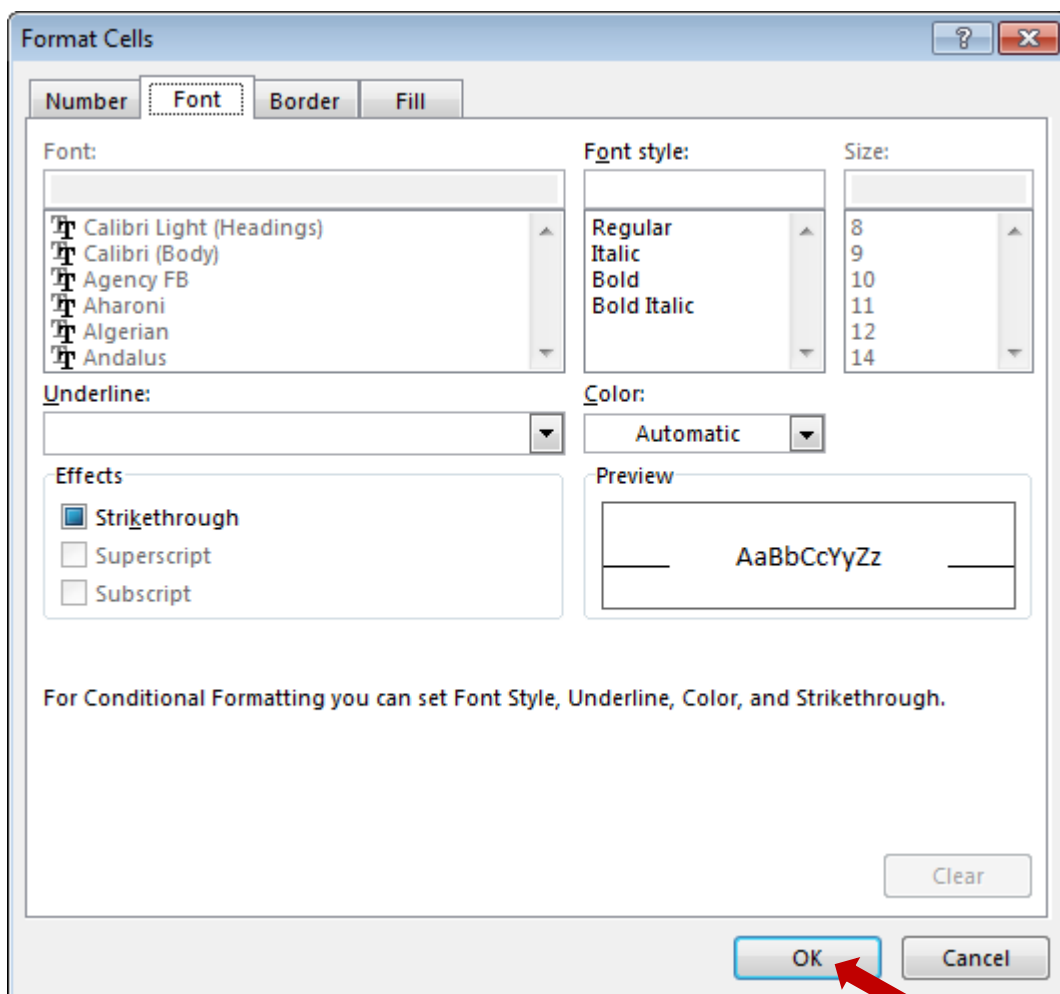 Format Cells
Number Font Border Fill
Font: Font style: Size:
Calibri Light (Headings) Regular 8
Calibri (Body) Italic 9
Agency FB Bold 10
Aharoni Bold Italic 11
Algerian 12
Andalus 14
Underline: Color:
Automatic
Effects Preview
Strikethrough
Superscript AaBbCcYyZz
Subscript
For Conditional Formatting you can set Font Style, Underline, Color, and Strikethrough.
Clear
OK Cancel